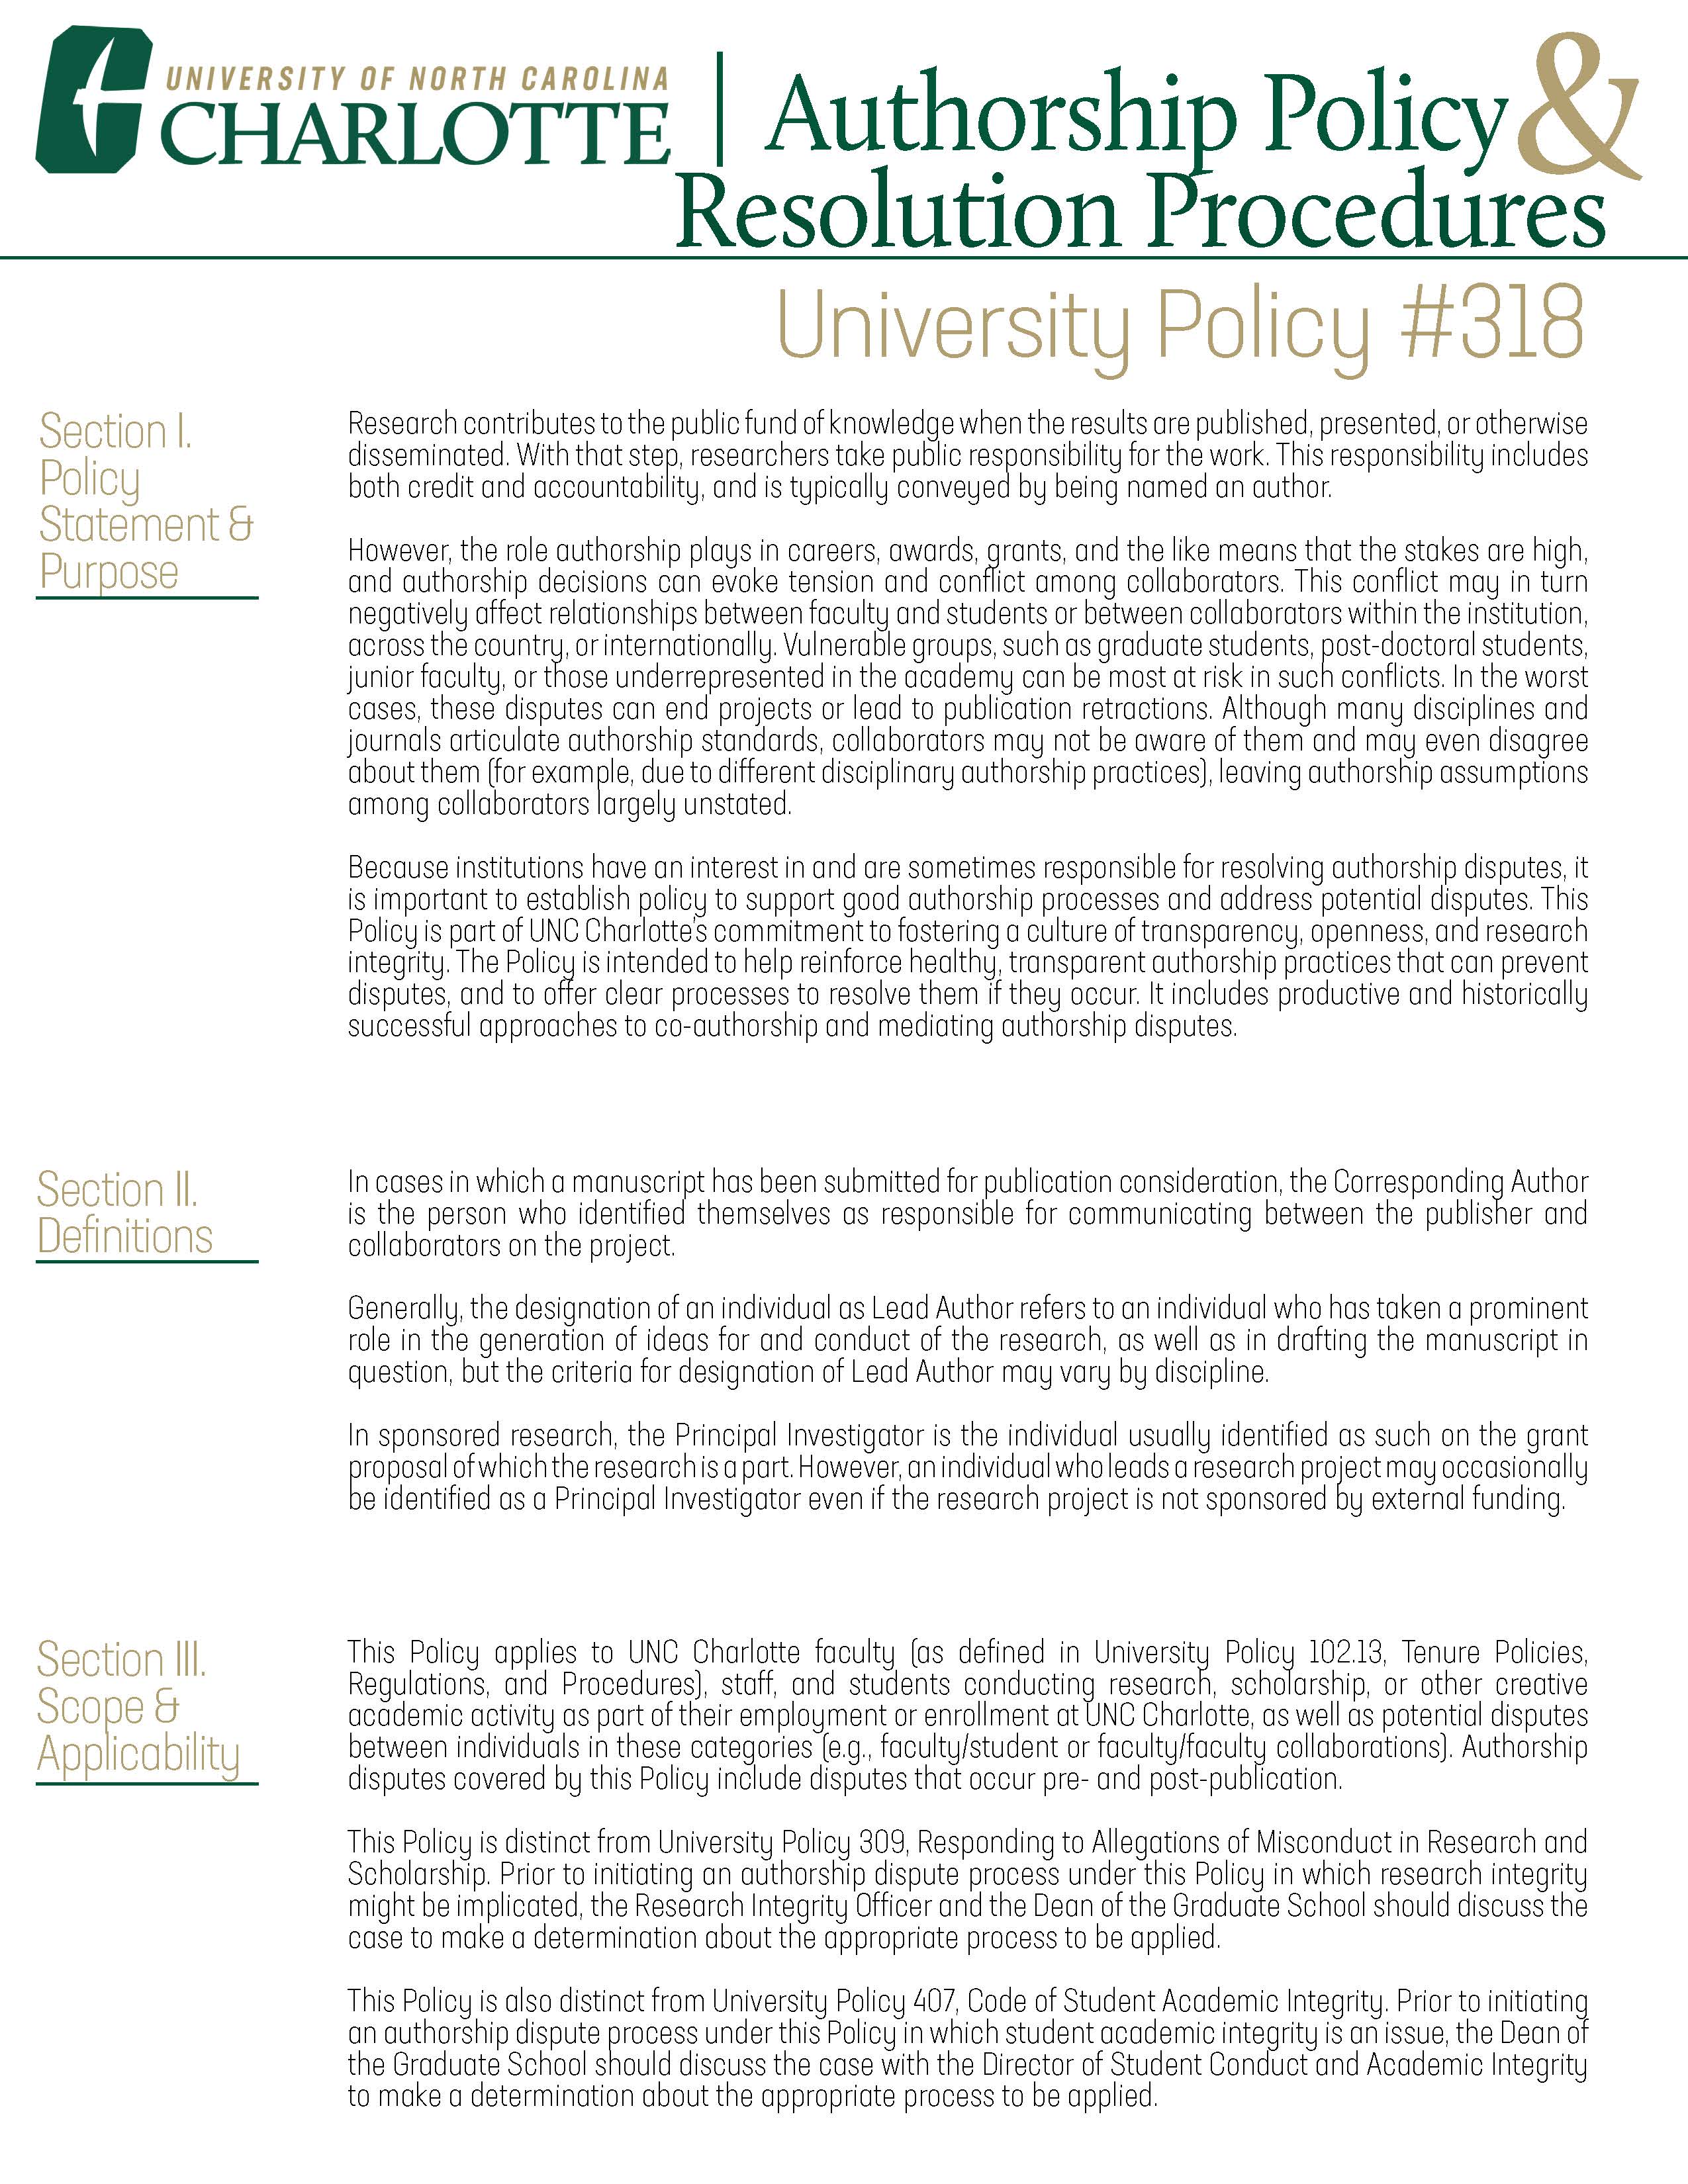 UNIVERSITY OF NORTH CAROLINA
CHARLOTTE
Authorship Policy &
Resolution Procedures
University Policy #318
Section I.
Policy
Statement &
Purpose
Research contributes to the public fund of knowledge when the results are published, presented, or otherwise
disseminated. With that step, researchers take public responsibility for the work. This responsibility includes
both credit and accountability, and is typically conveyed by being named an author.
However, the role authorship plays in careers, awards, grants, and the like means that the stakes are high,
and authorship decisions can evoke tension and conflict among collaborators. This conflict may in turn
negatively affect relationships between faculty and students or between collaborators within the institution,
across the country, or internationally. Vulnerable groups, such as graduate students, post-doctoral students,
junior faculty, or those underrepresented in the academy can be most at risk in such conflicts. In the worst
cases, these disputes can end projects or lead to publication retractions. Although many disciplines and
journals articulate authorship standards, collaborators may not be aware of them and may even disagree
about them (for example, due to different disciplinary authorship practices), leaving authorship assumptions
among collaborators largely unstated.
Because institutions have an interest in and are sometimes responsible for resolving authorship disputes, it
is important to establish policy to support good authorship processes and address potential disputes. This
Policy is part of UNC Charlotte's commitment to fostering a culture of transparency, openness, and research
integrity. The Policy is intended to help reinforce healthy, transparent authorship practices that can prevent
disputes, and to offer clear processes to resolve them if they occur. It includes productive and historically
successful approaches to co-authorship and mediating authorship disputes.
Section II.
Definitions
In cases in which a manuscript has been submitted for publication consideration, the Corresponding Author
is the person who identified themselves as responsible for communicating between the publisher and
collaborators on the project.
Generally, the designation of an individual as Lead Author refers to an individual who has taken a prominent
role in the generation of ideas for and conduct of the research, as well as in drafting the manuscript in
question, but the criteria for designation of Lead Author may vary by discipline.
In sponsored research, the Principal Investigator is the individual usually identified as such on the grant
proposal of which the research is a part. However, an individual who leads a research project may occasionally
be identified as a Principal Investigator even if the research project is not sponsored by external funding.
Section III.
Scope &
Applicability
This Policy applies to UNC Charlotte faculty (as defined in University Policy 102.13, Tenure Policies,
Regulations, and Procedures), staff, and students conducting research, scholarship, or other creative
academic activity as part of their employment or enrollment at UNC Charlotte, as well as potential disputes
between individuals in these categories (e.g., faculty/student or faculty/faculty collaborations). Authorship
disputes covered by this Policy include disputes that occur pre- and post-publication.
This Policy is distinct from University Policy 309, Responding to Allegations of Misconduct in Research and
Scholarship. Prior to initiating an authorship dispute process under this Policy in which research integrity
might be implicated, the Research Integrity Officer and the Dean of the Graduate School should discuss the
case to make a determination about the appropriate process to be applied.
This Policy is also distinct from University Policy 407, Code of Student Academic Integrity. Prior to initiating
an authorship dispute process under this Policy in which student academic integrity is an issue, the Dean of
the Graduate School should discuss the case with the Director of Student Conduct and Academic Integrity
to make a determination about the appropriate process to be applied.